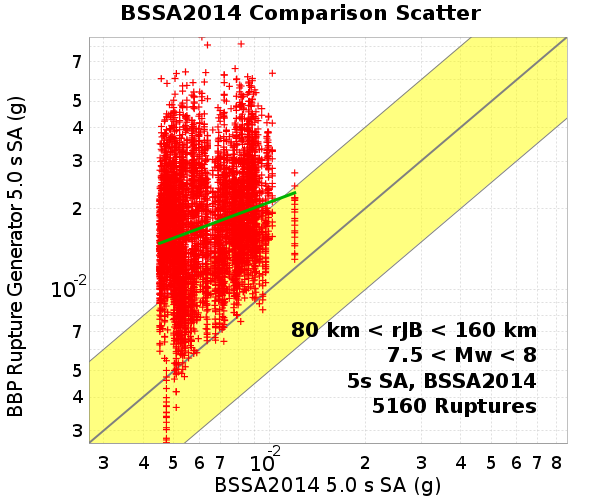 BSSA2014 Comparison Scatter
BBP Rupture Generator 5.0 s SA (g)
7
5
4
3
2
10-2
7
5
4
3
80 km < rJB < 160 km
7.5 < Mw < 8
5s SA, BSSA2014
5160 Ruptures
3 4 5 6 7 10-2 2 3 4 5 6 7 8
BSSA2014 5.0 s SA (g)